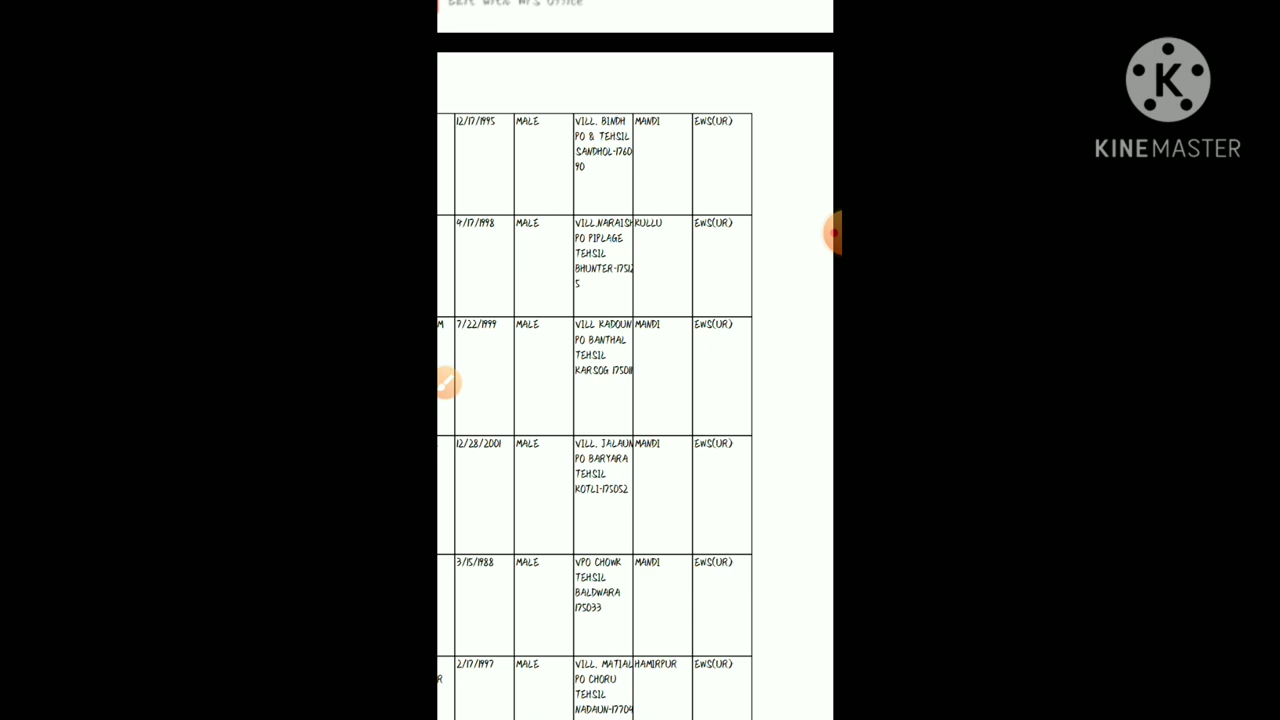 Edit with WPS Office
KINEMASTER
12/17/1995 MALE VILL. BINDH MANDI EWS(UR)
PO & TEHSIL
SANDHOL-1760
90
4/17/1998 MALE VILL.NARAISH KULLU EWS(UR)
PO PIPLAGE
TEHSIL
BHUNTER-17512
5
M 7/22/1999 MALE VILL KADOUN MANDI EWS(UR)
PO BANTHAL
TEHSIL
KARSOG 175011
12/28/2001 MALE VILL. JALAUN MANDI EWS(UR)
PO BARYARA
TEHSIL
KOTLI-175052
3/15/1988 MALE VPO CHOWK MANDI EWS(UR)
TEHSIL
BALDWARA
175033
2/17/1997 MALE VILL. MATIAL HAMIRPUR EWS(UR)
R PO CHORU
TEHSIL
NADAUN-17704